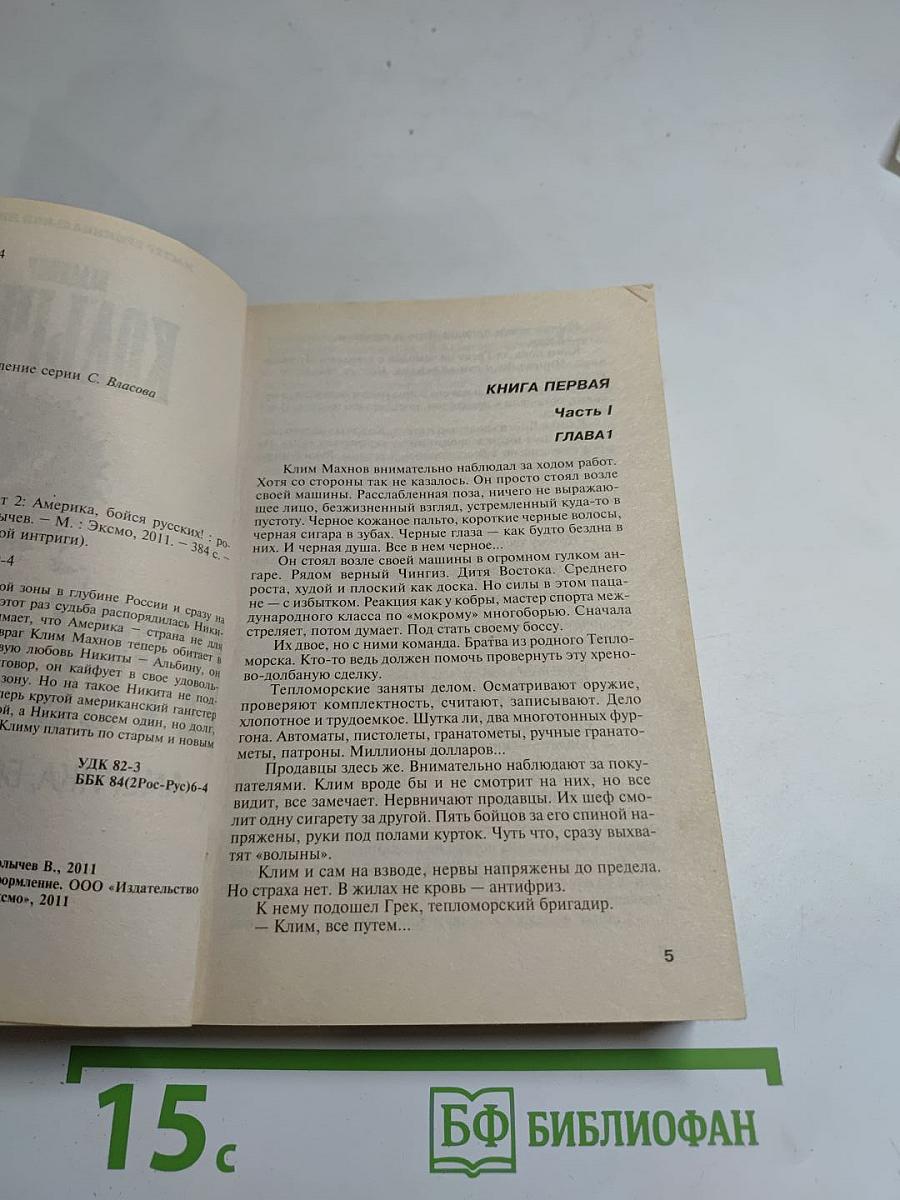 4
ление серии С. Власова
т 2: Америка, бойся русских! : ро-
ычев. — М. : Эксмо, 2011. — 384 с. —
ой интриги).
-4
ой зоны в глубине России и сразу на
этот раз судьба распорядилась Ники-
имает, что Америка — страна не для
враг Клим Махнов теперь обитает в
вую любовь Никиты — Альбину, он
говор, он кайфует в свое удоволь-
зону. Но на такое Никита не под-
перь крутой американский гангстер
ой, а Никита совсем один, но долг,
Климу платить по старым и новым
УДК 82-3
ББК 84(2Рос-Рус)6-4
олычев В., 2011
формление. ООО «Издательство
ксмо», 2011
КНИГА ПЕРВАЯ
Часть I
ГЛАВА 1
Клим Махнов внимательно наблюдал за ходом работ.
Хотя со стороны так не казалось. Он просто стоял возле
своей машины. Расслабленная поза, ничего не выражаю-
щее лицо, безжизненный взгляд, устремленный куда-то в
пустоту. Черное кожаное пальто, короткие черные волосы,
черная сигара в зубах. Черные глаза — как будто бездна в
них. И черная душа. Все в нем черное...
Он стоял возле своей машины в огромном гулком ан-
гаре. Рядом верный Чингиз. Дитя Востока. Среднего
роста, худой и плоский как доска. Но силы в этом паца-
не — с избытком. Реакция как у кобры, мастер спорта меж-
дународного класса по «мокрому» многоборью. Сначала
стреляет, потом думает. Под стать своему боссу.
Их двое, но с ними команда. Братва из родного Тепло-
морска. Кто-то ведь должен помочь провернуть эту хрено-
во-долбаную сделку.
Тепломорские заняты делом. Осматривают оружие,
проверяют комплектность, считают, записывают. Дело
хлопотное и трудоемкое. Шутка ли, два многотонных фур-
гона. Автоматы, пистолеты, гранатометы, ручные гранато-
меты, патроны. Миллионы долларов...
Продавцы здесь же. Внимательно наблюдают за поку-
пателями. Клим вроде бы и не смотрит на них, но все
видит, все замечает. Нервничают продавцы. Их шеф смо-
лит одну сигарету за другой. Пять бойцов за его спиной на-
пряжены, руки под полами курток. Чуть что, сразу выхва-
тят «волыны».
Клим и сам на взводе, нервы напряжены до предела.
Но страха нет. В жилах не кровь — антифриз.
К нему подошел Грек, тепломорский бригадир.
— Клим, все путем...
5
15 с
БФ БИБЛИОФАН